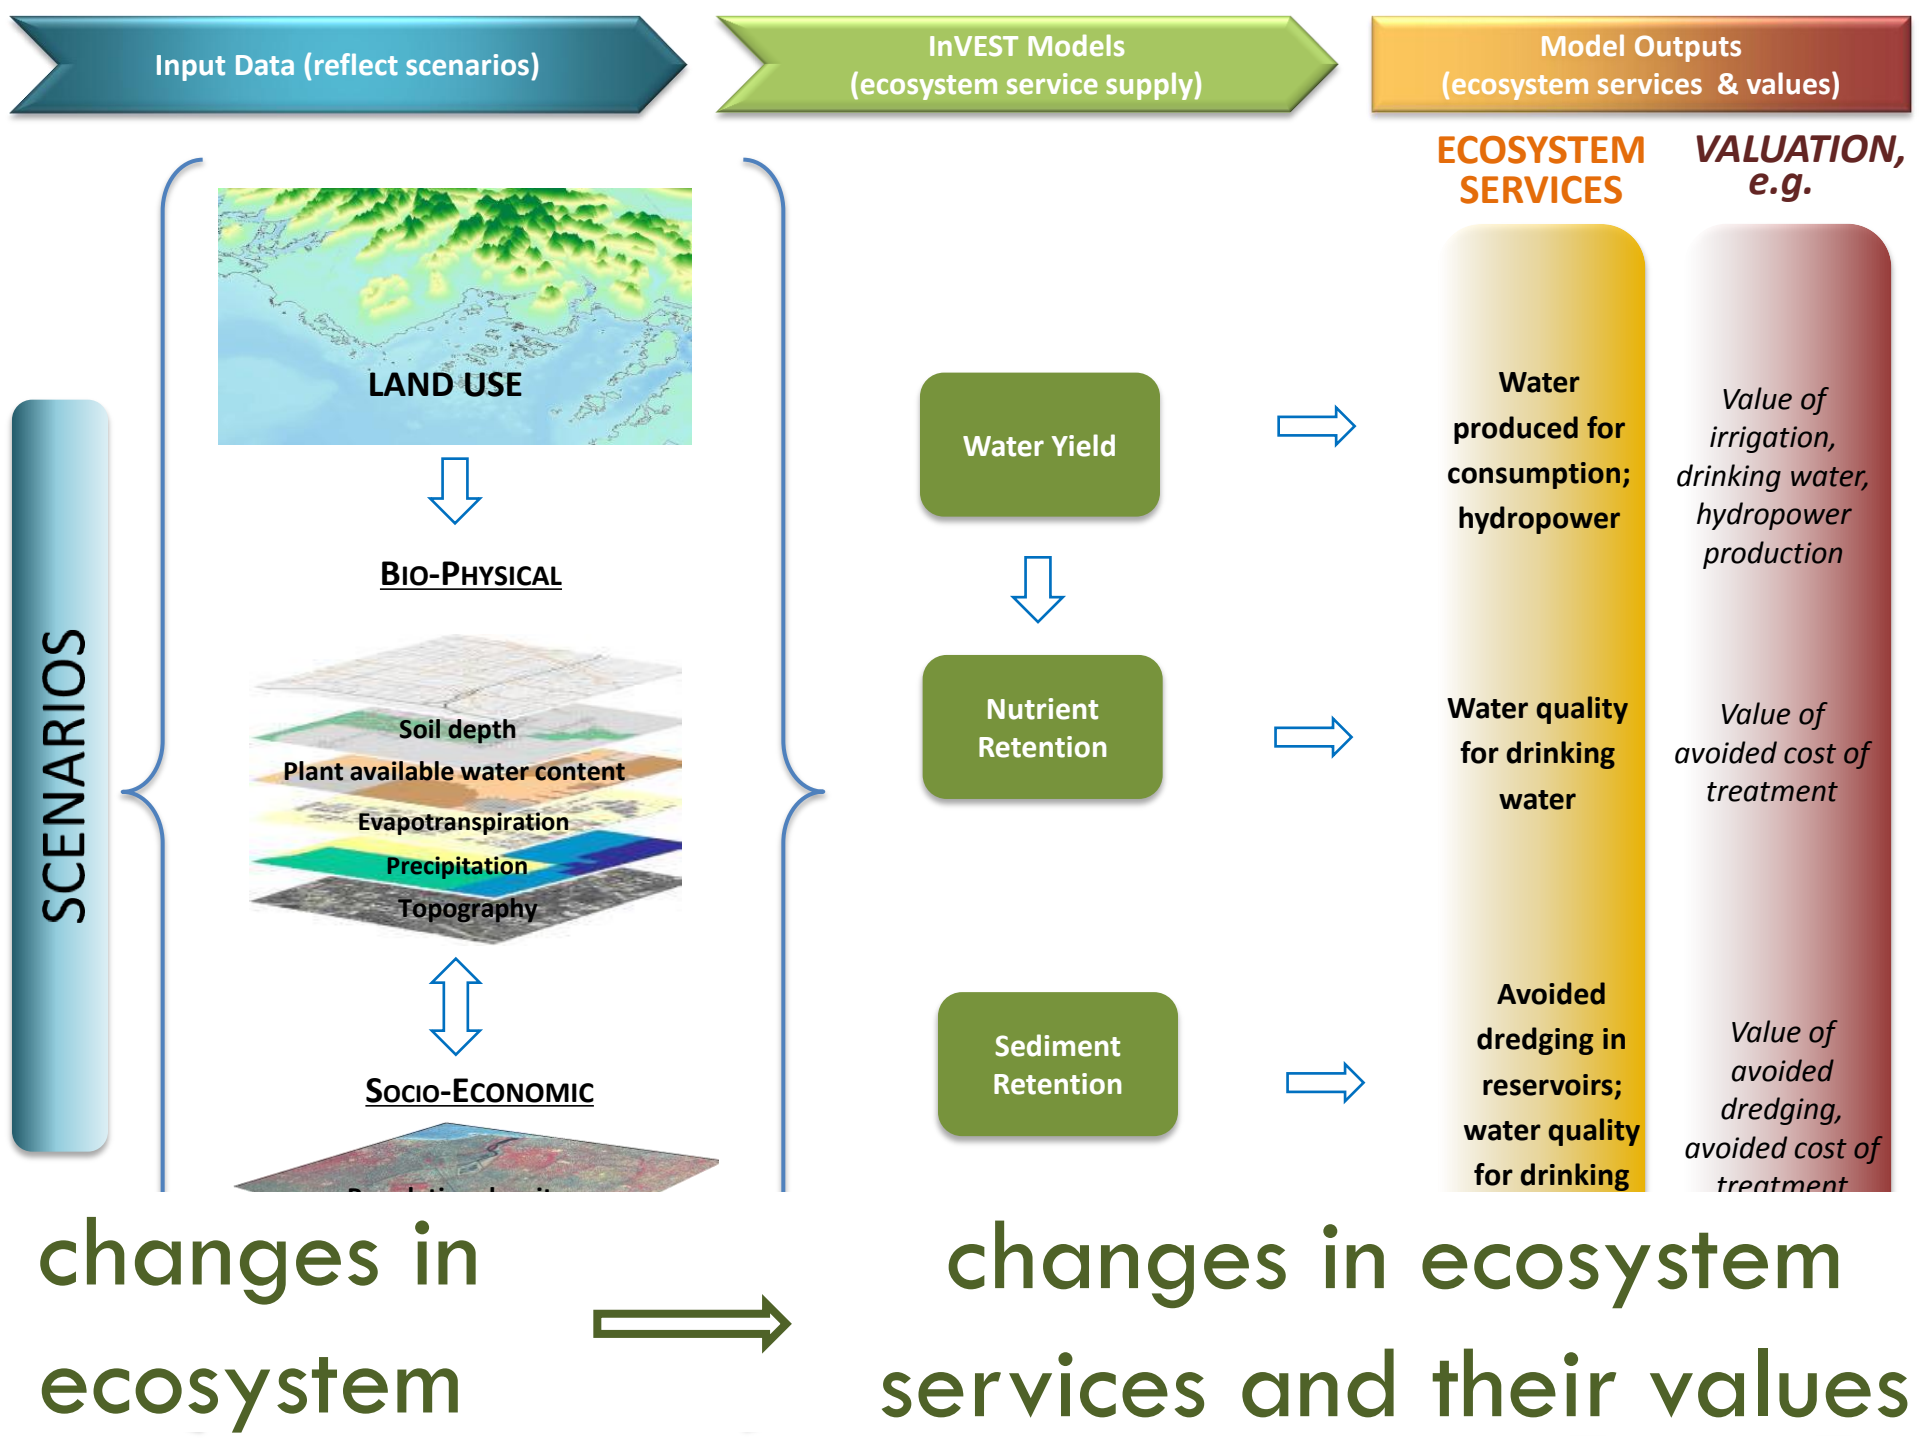 Input Data (reflect scenarios)
InVEST Models
(ecosystem service supply)
Model Outputs
(ecosystem services & values)
ECOSYSTEM
SERVICES
VALUATION,
e.g.
SCENARIOS
LAND USE
BIO-PHYSICAL
Soil depth
Plant available water content
Evapotranspiration
Precipitation
Topography
SOCIO-ECONOMIC
Water Yield
Nutrient
Retention
Sediment
Retention
Water
produced for
consumption;
hydropower
Water quality
for drinking
water
Avoided
dredging in
reservoirs;
water quality
for drinking
Value of
irrigation,
drinking water,
hydropower
production
Value of
avoided cost of
treatment
Value of
avoided
dredging,
avoided cost of
treatment
changes in
ecosystem
changes in ecosystem
services and their values